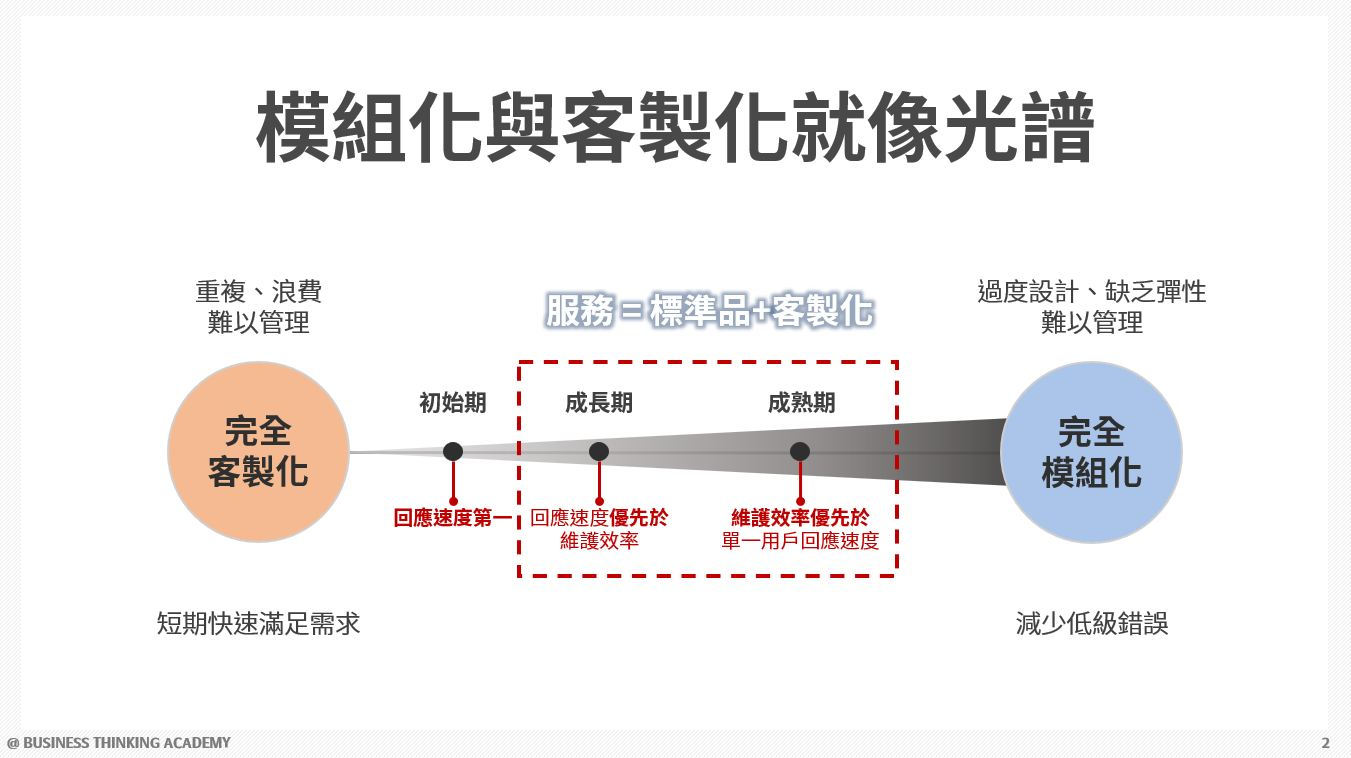 模組化與客製化就像光譜
重複、浪費
難以管理
服務 = 標準品+客製化
過度設計、缺乏彈性
難以管理
完全
客製化
初始期
成長期
成熟期
完全
模組化
回應速度第一
回應速度優先於
維護效率
維護效率優先於
單一用戶回應速度
短期快速滿足需求
減少低級錯誤
@ BUSINESS THINKING ACADEMY
2